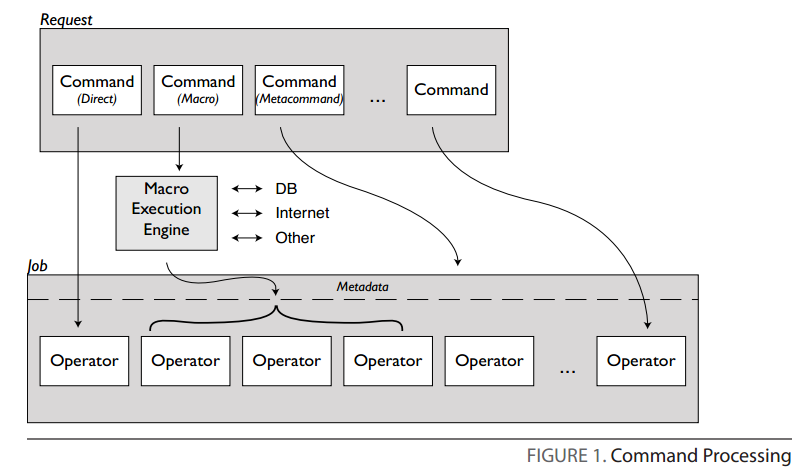 Request
Command
(Direct)
Command
(Macro)
Command
(Metacommand)
...
Command
Macro
Execution
Engine
DB
Internet
Other
Job
Metadata
Operator
Operator
Operator
Operator
Operator
...
Operator
FIGURE 1. Command Processing